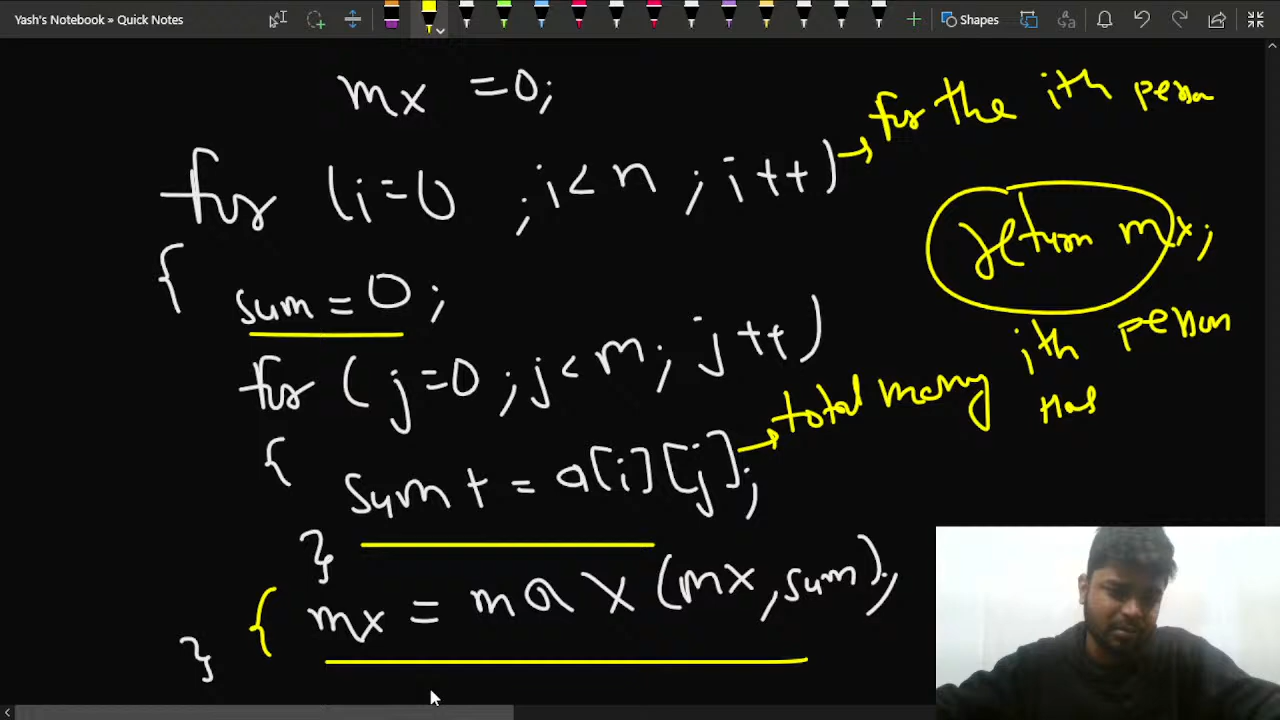 Yash's Notebook » Quick Notes
Shapes
mx = 0;
for (i=0 ; i<n ; i++) → for the ith person
{
return mx;
sum = 0;
for ( j=0 ; j<m ; j++)
{
sum + = a[i][j]; → total money ith person has
}
{ mx = max (mx, sum);
}